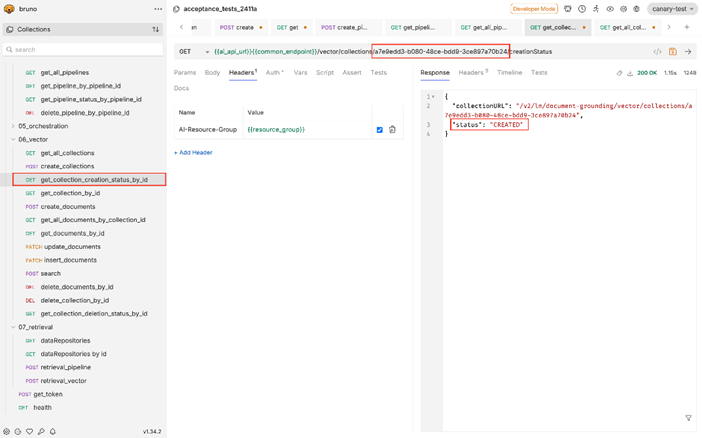 bruno
Collections
search
GET get_all_pipelines
GET get_pipeline_by_pipeline_id
GET get_pipeline_status_by_pipeline_id
DEL delete_pipeline_by_pipeline_id
05_orchestration
06_vector
GET get_all_collections
POST create_collections
GET get_collection_creation_status_by_id
GET get_collection_by_id
POST create_documents
GET get_all_documents_by_collection_id
GET get_documents_by_id
PATCH update_documents
PATCH insert_documents
POST search
DEL delete_documents_by_id
DEL delete_collection_by_id
GET get_collection_deletion_status_by_id
07_retrieval
GET dataRepositories
GET dataRepositories by id
POST retrieval_pipeline
POST retrieval_vector
POST get_token
GET health
v1.34.2
acceptance_tests_2411a
Developer Mode
canary-test
en
POST create
GET get
POST create_pi...
GET get_pipeli...
GET get_all_pip...
GET get_collec...
GET get_all_col...
GET {{ai_api_url}}{{common_endpoint}}/vector/collections/a7e9edd3-b080-48ce-bdd9-3ce897a70b24/creationStatus
Params Body Headers1 Auth Vars Script Assert Tests
Docs
Name Value
AI-Resource-Group {{resource_group}}
+ Add Header
Response Headers9 Timeline Tests
200 OK 1.15s 124B
1 {
2 "collectionURL": "/v2/lm/document-grounding/vector/collections/a
7e9edd3-b080-48ce-bdd9-3ce897a70b24",
3 "status": "CREATED"
4 }